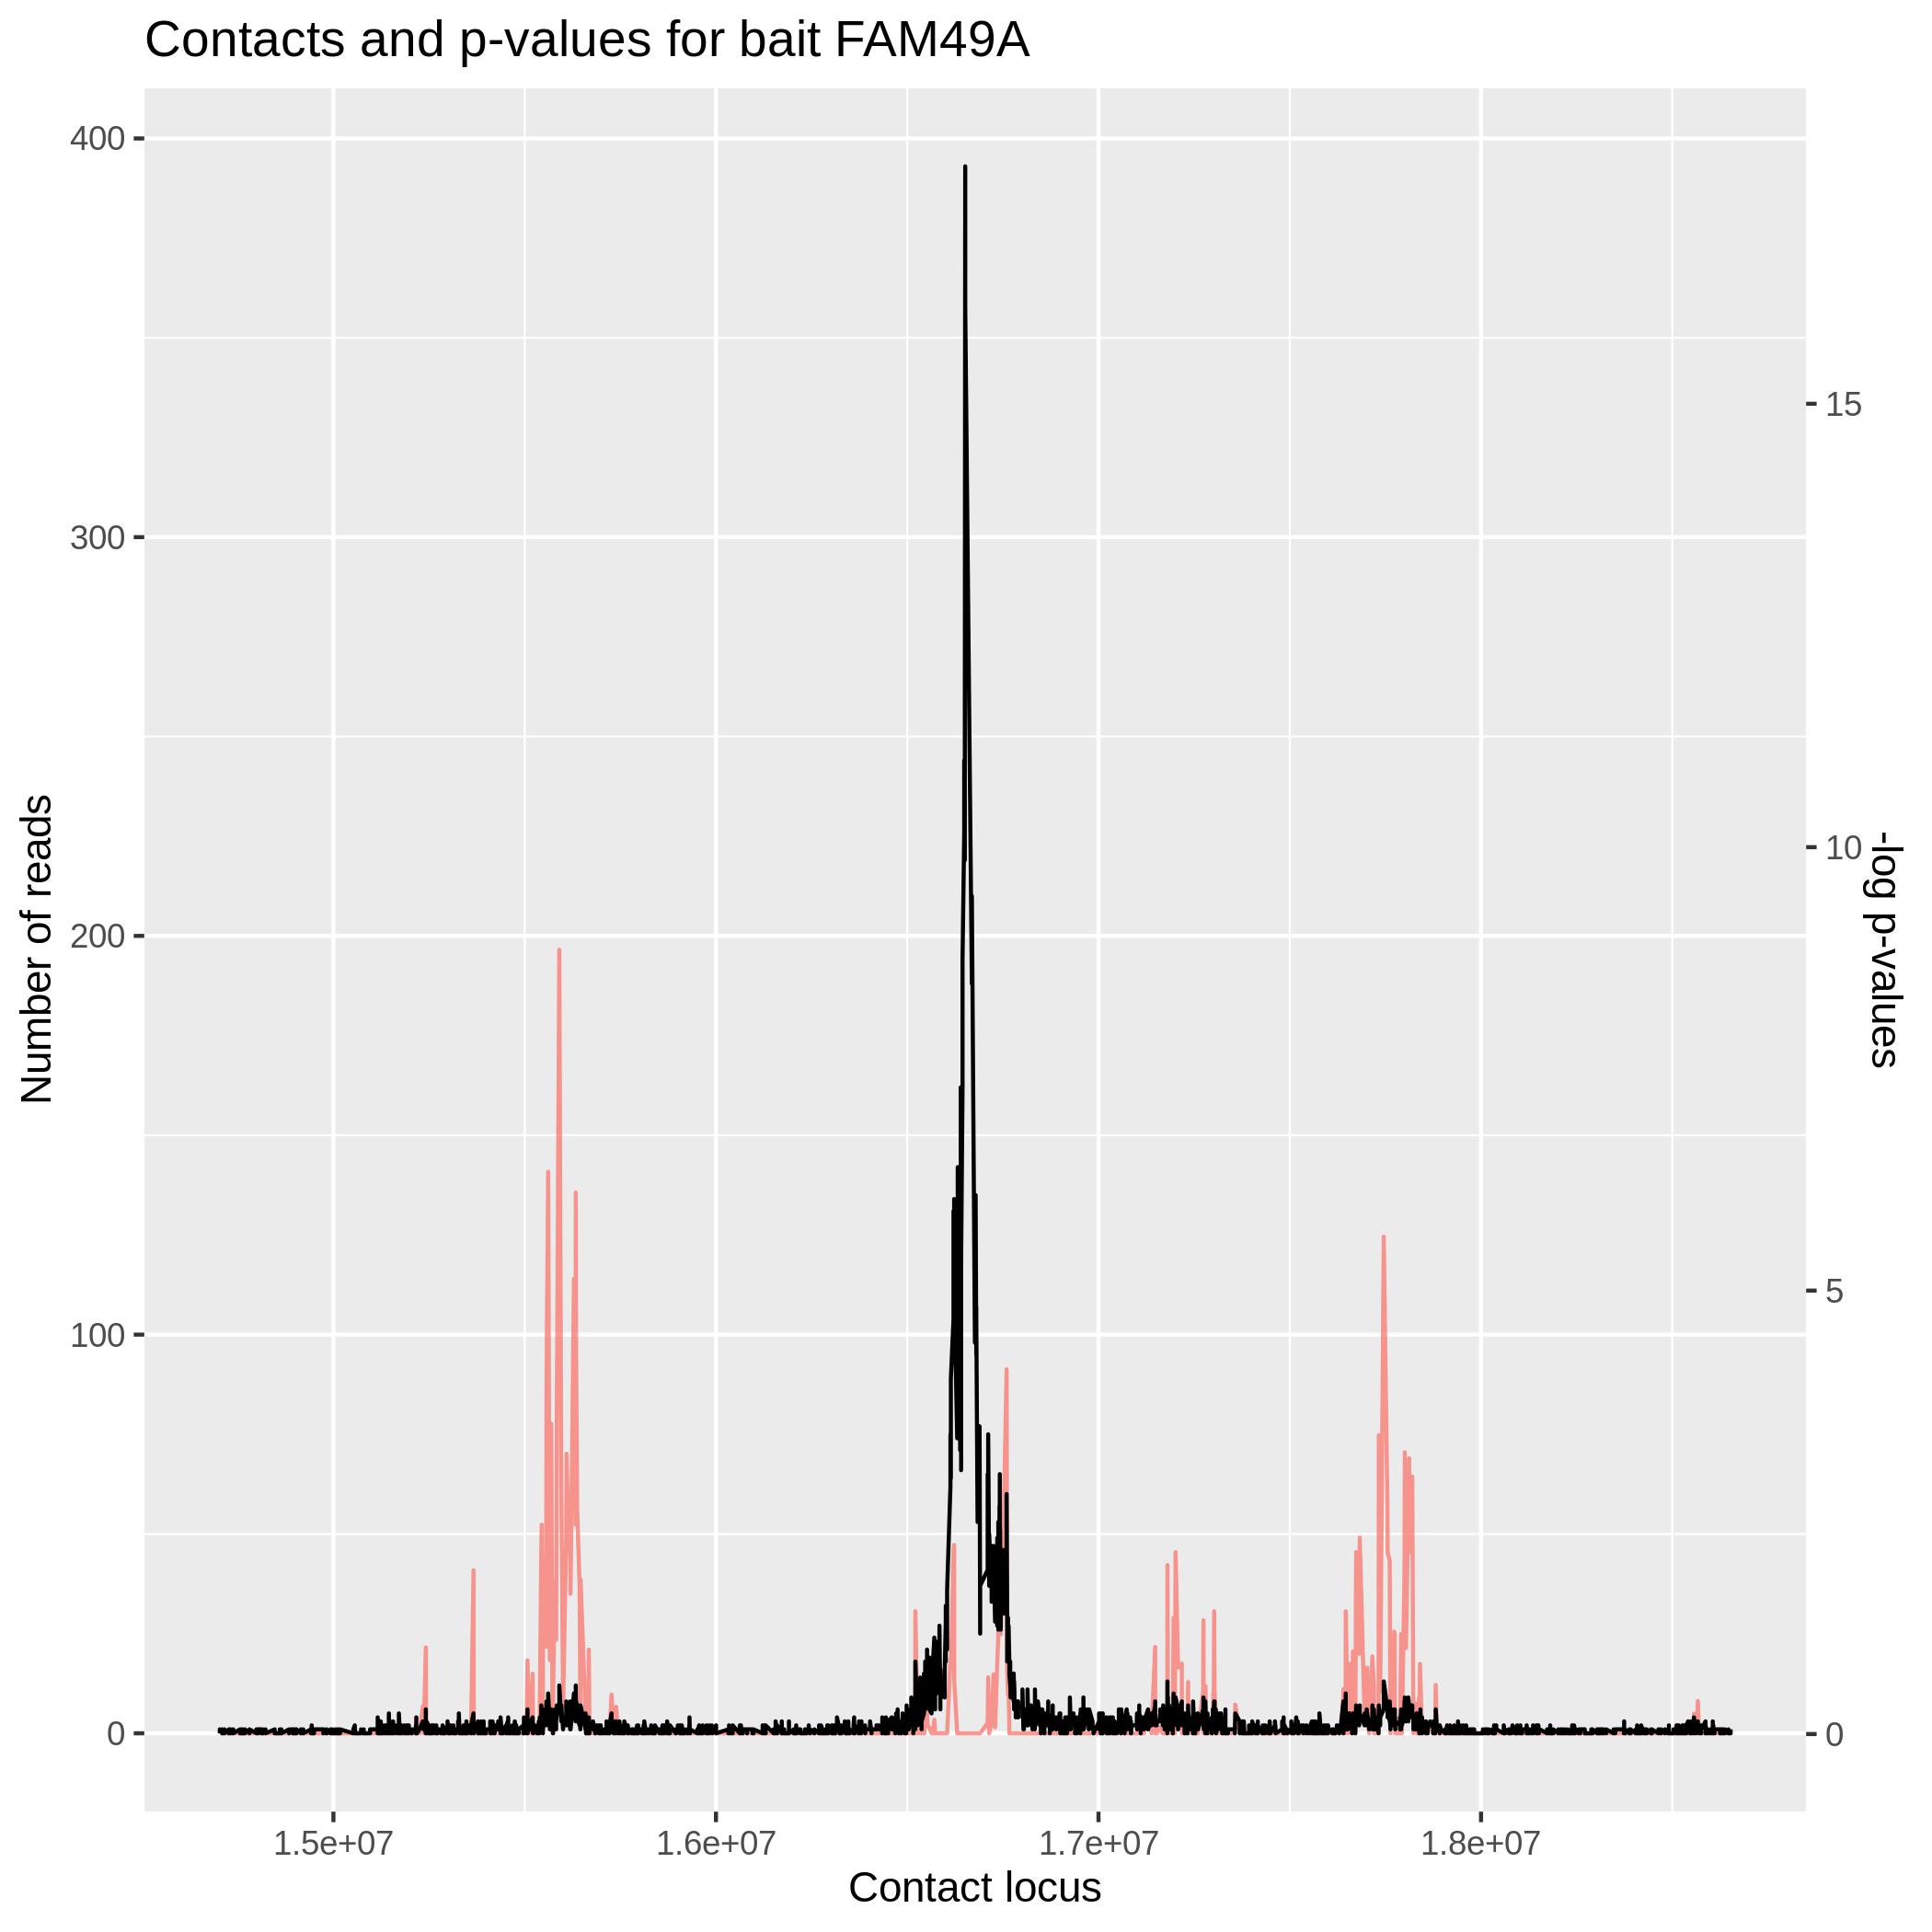 Contacts and p-values for bait FAM49A
400
300
200
100
0
Number of reads
15
10
5
0
-log p-values
1.5e+07
1.6e+07
1.7e+07
1.8e+07
Contact locus